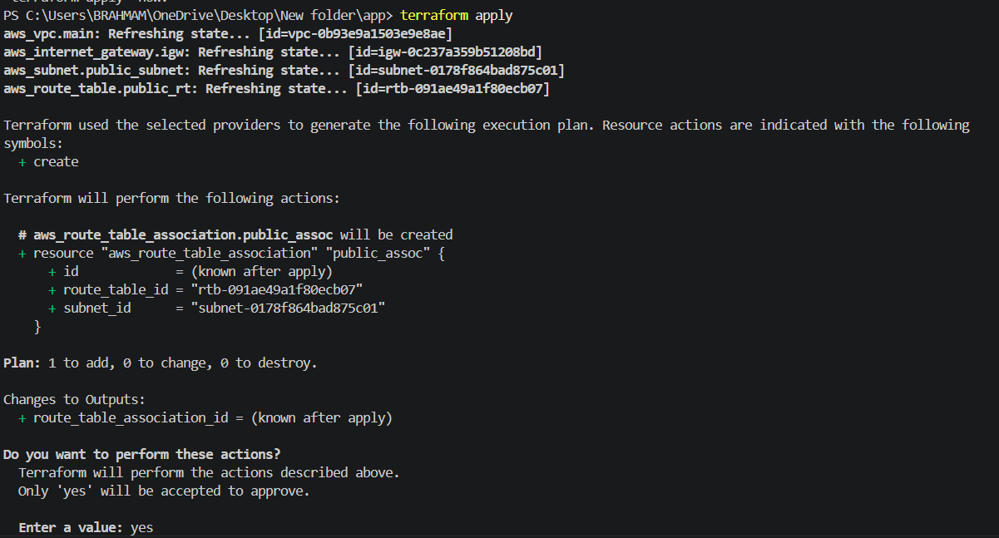 terraform apply" now.
PS C:\Users\BRAHMAM\OneDrive\Desktop\New folder\app> terraform apply
aws_vpc.main: Refreshing state... [id=vpc-0b93e9a1503e9e8ae]
aws_internet_gateway.igw: Refreshing state... [id=igw-0c237a359b51208bd]
aws_subnet.public_subnet: Refreshing state... [id=subnet-0178f864bad875c01]
aws_route_table.public_rt: Refreshing state... [id=rtb-091ae49a1f80ecb07]
Terraform used the selected providers to generate the following execution plan. Resource actions are indicated with the following
symbols:
+ create
Terraform will perform the following actions:
# aws_route_table_association.public_assoc will be created
+ resource "aws_route_table_association" "public_assoc" {
+ id = (known after apply)
+ route_table_id = "rtb-091ae49a1f80ecb07"
+ subnet_id = "subnet-0178f864bad875c01"
}
Plan: 1 to add, 0 to change, 0 to destroy.
Changes to Outputs:
+ route_table_association_id = (known after apply)
Do you want to perform these actions?
Terraform will perform the actions described above.
Only 'yes' will be accepted to approve.
Enter a value: yes